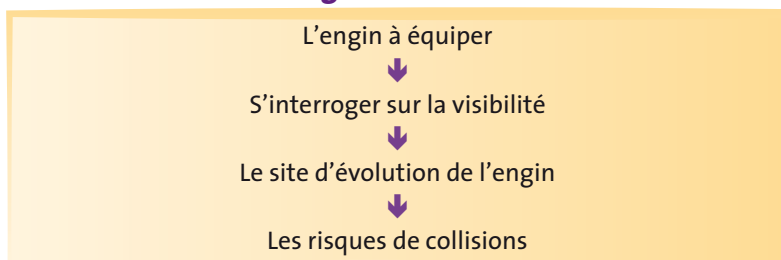 L’engin à équiper
S’interroger sur la visibilité
Le site d’évolution de l’engin
Les risques de collisions